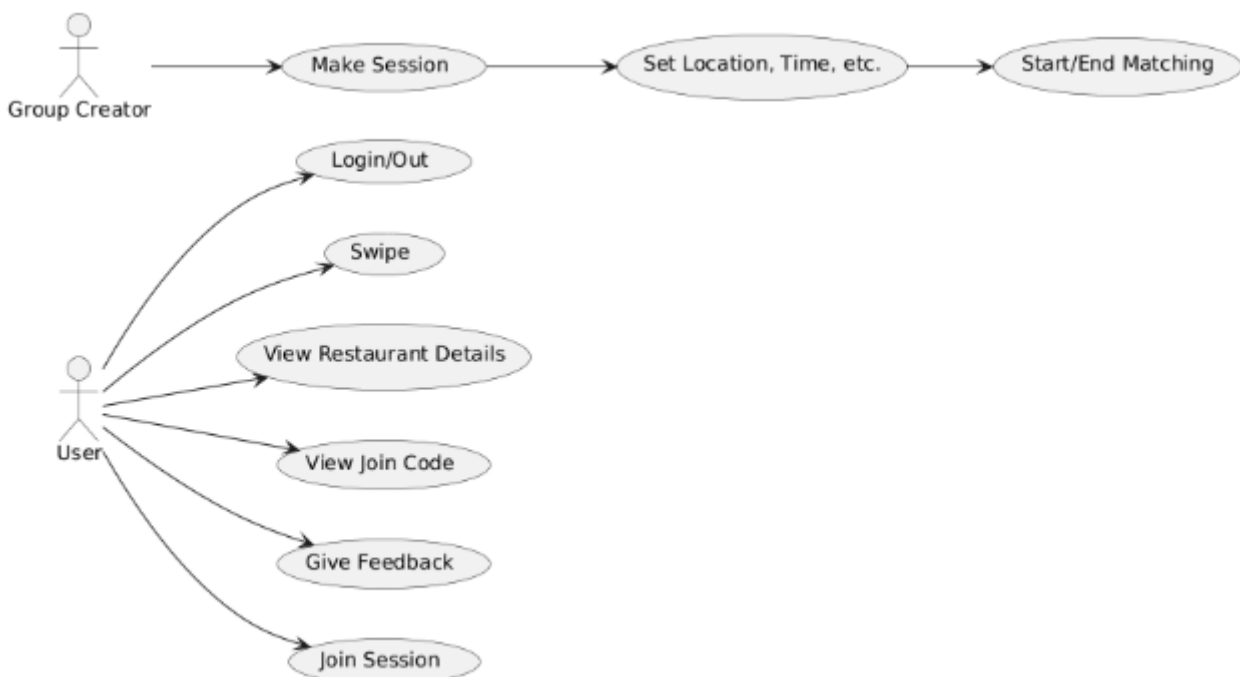 Make Session
Set Location, Time, etc.
Start/End Matching
Group Creator
Login/Out
Swipe
View Restaurant Details
User
View Join Code
Give Feedback
Join Session